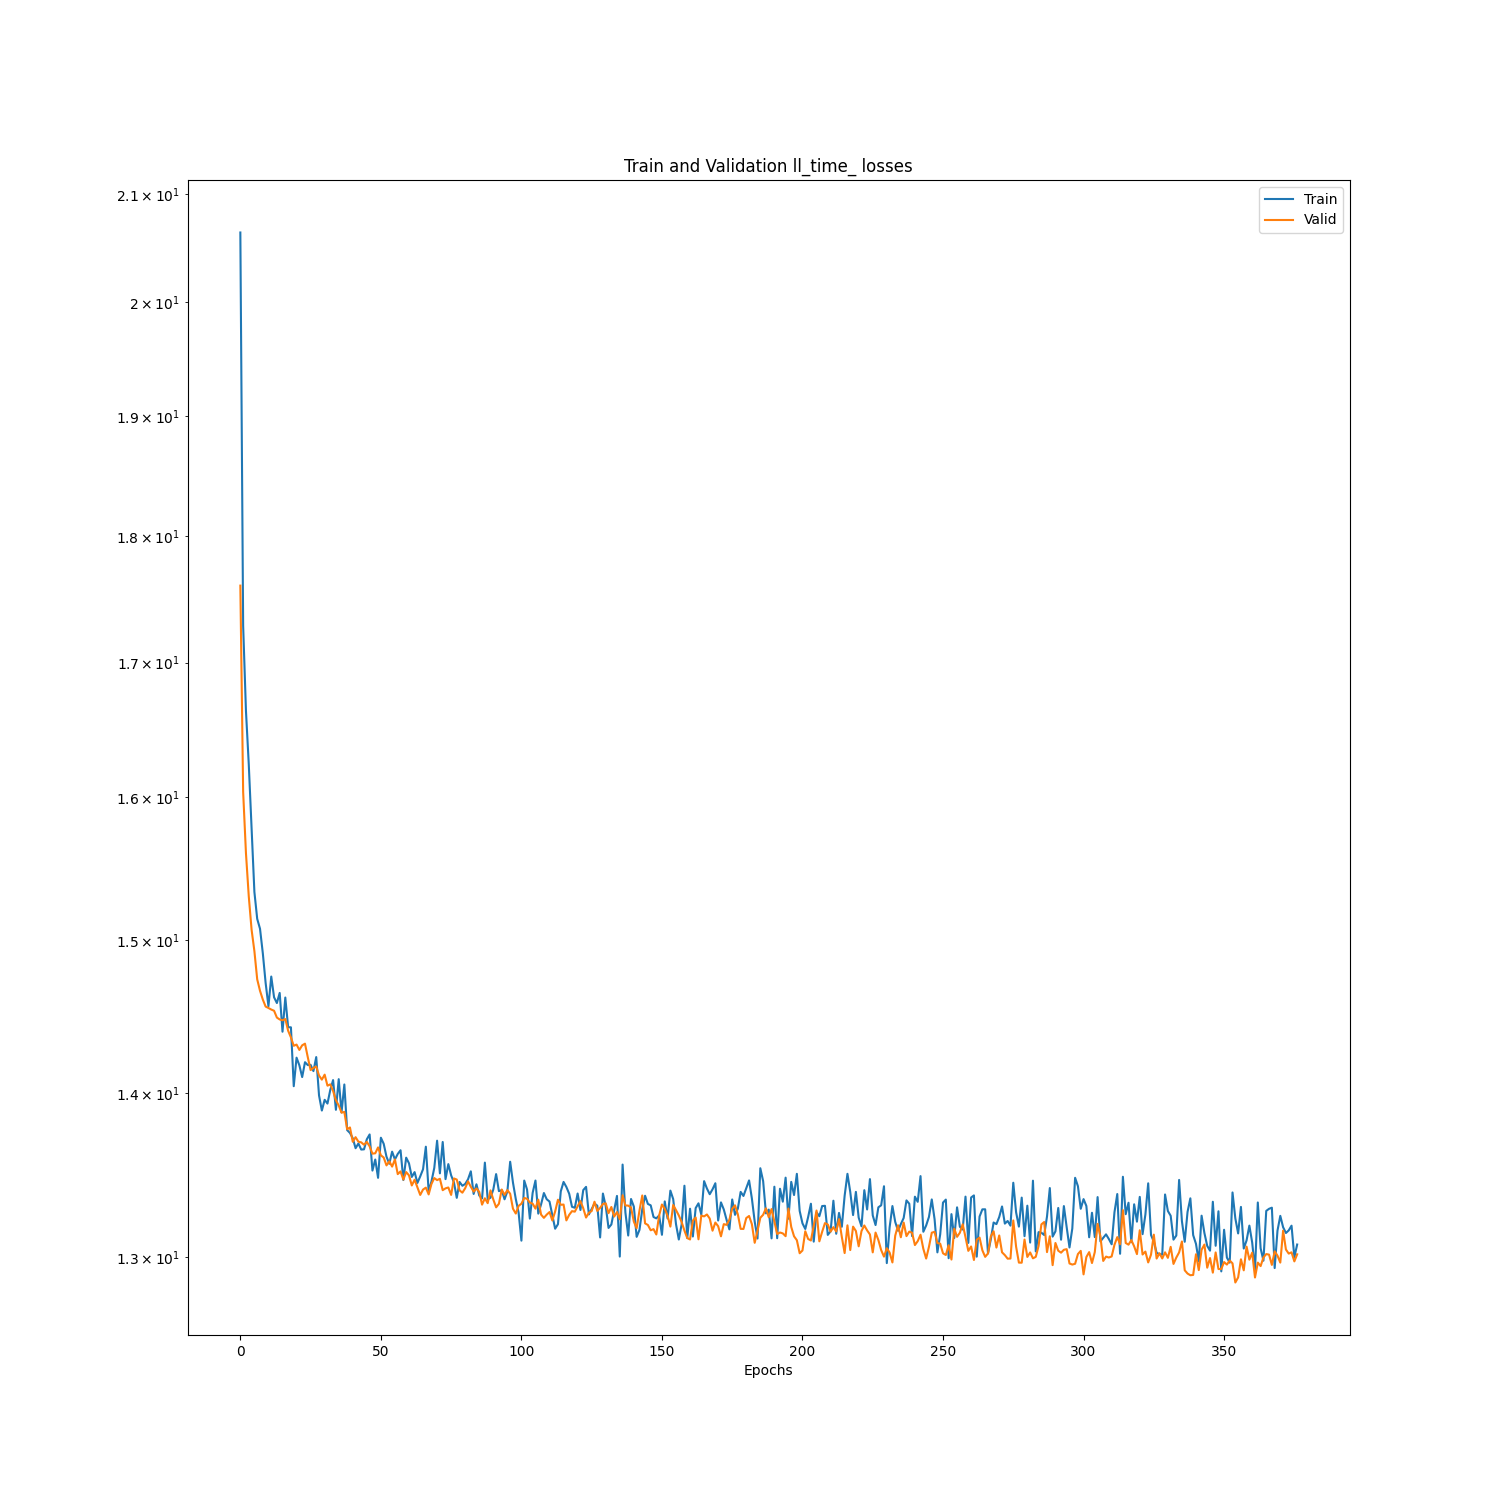 Train and Validation ll_time_ losses
Train
Valid
2.1 × 10¹
2 × 10¹
1.9 × 10¹
1.8 × 10¹
1.7 × 10¹
1.6 × 10¹
1.5 × 10¹
1.4 × 10¹
1.3 × 10¹
0 50 100 150 200 250 300 350
Epochs